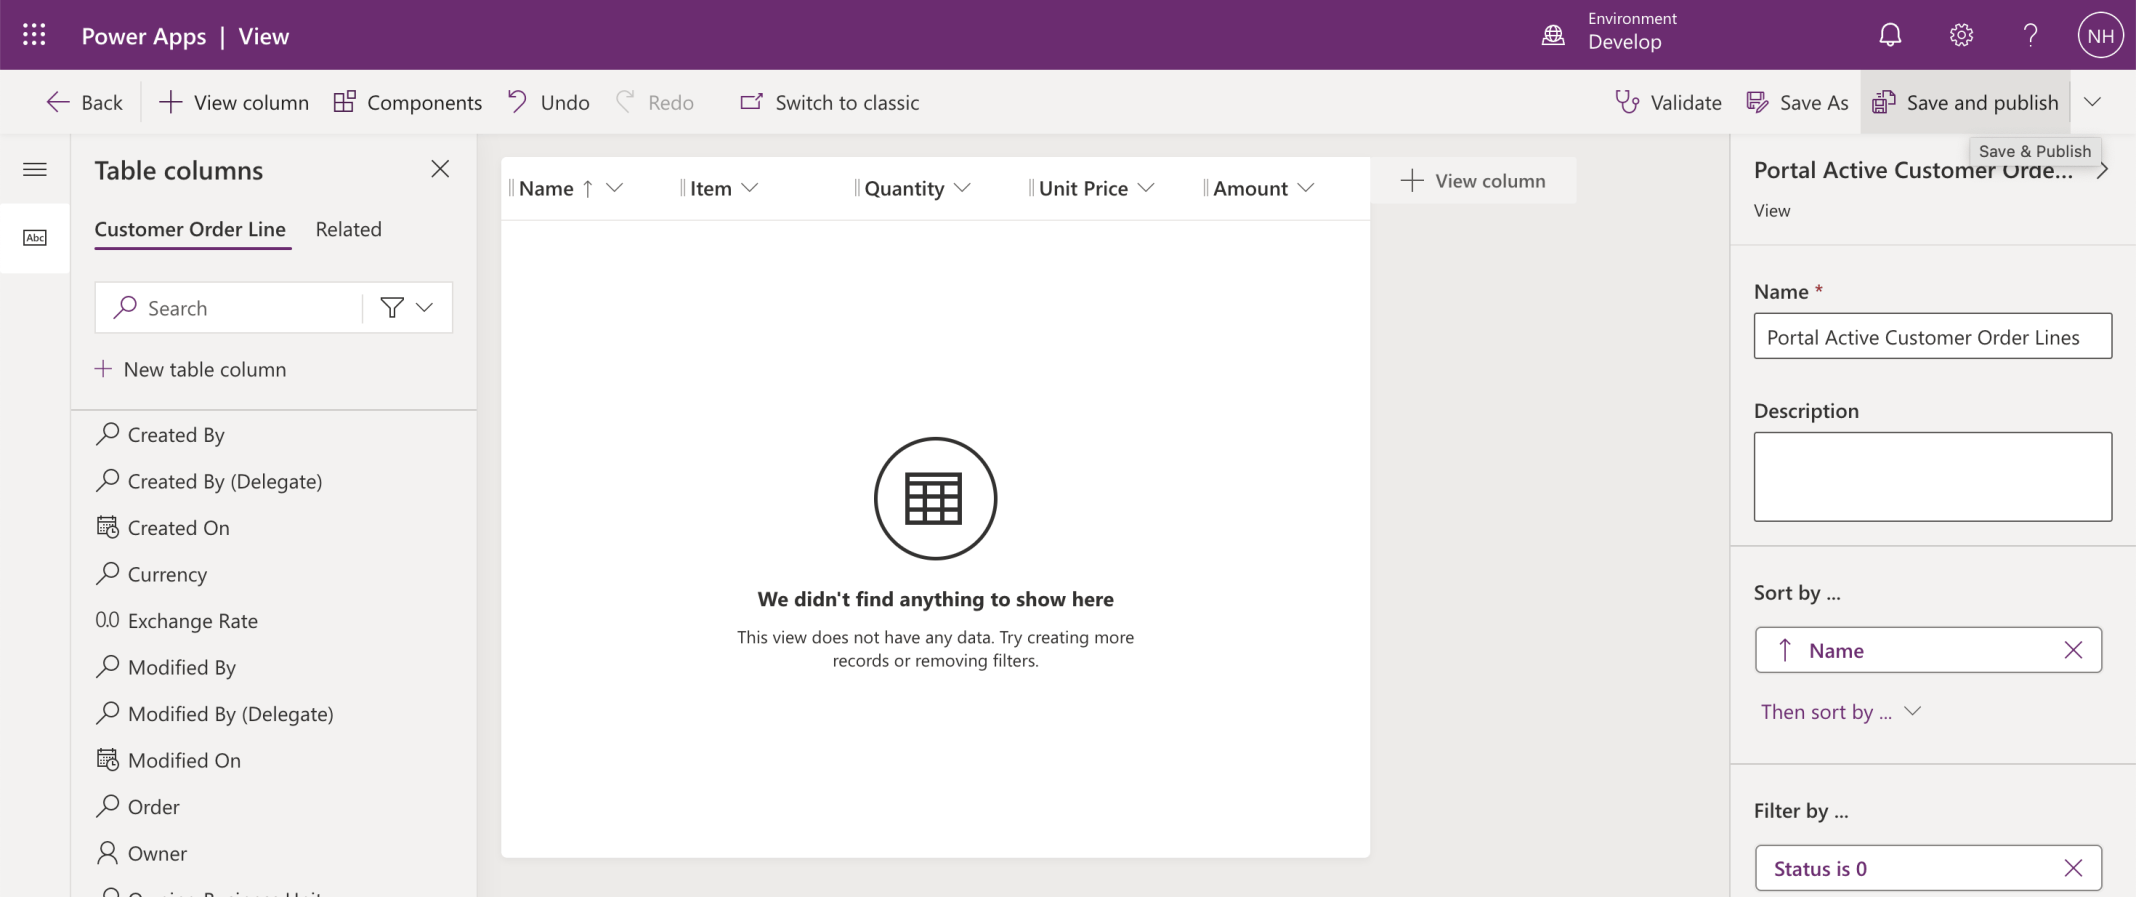 Power Apps | View
Environment
Develop
NH
Back
View column
Components
Undo
Redo
Switch to classic
Validate
Save As
Save and publish
Save & Publish
Table columns
Abc
Customer Order Line
Related
Search
New table column
Created By
Created By (Delegate)
Created On
Currency
0.0 Exchange Rate
Modified By
Modified By (Delegate)
Modified On
Order
Owner
Name
Item
Quantity
Unit Price
Amount
View column
We didn't find anything to show here
This view does not have any data. Try creating more
records or removing filters.
Portal Active Customer Orde...
View
Name *
Portal Active Customer Order Lines
Description
Sort by ...
Name
Then sort by ...
Filter by ...
Status is 0